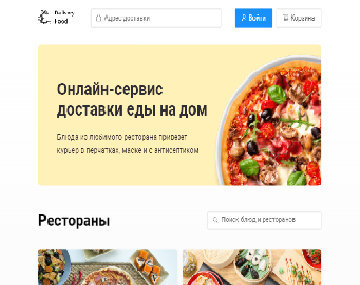 Delivery
Food
Адрес доставки
Войти
Корзина
Онлайн-сервис
доставки еды на дом
Блюда из любимого ресторана привезет
курьер в перчатках, маске и с антисептиком
Рестораны
Поиск блюд и ресторанов